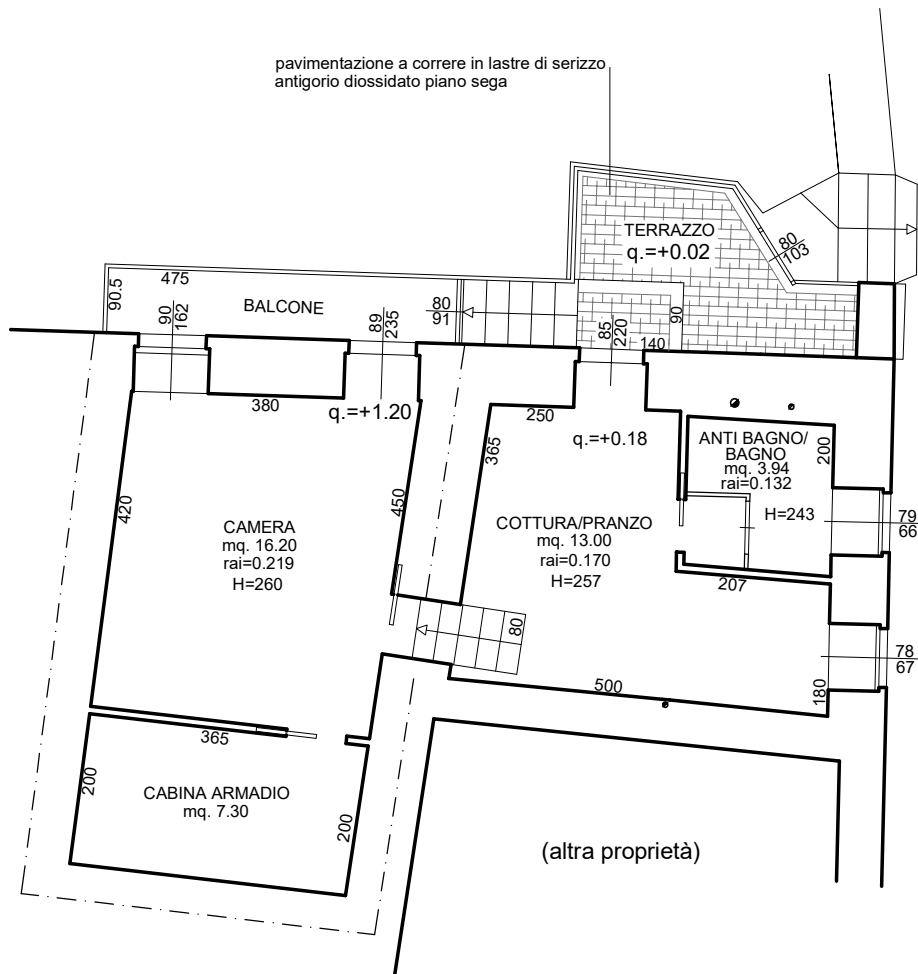 pavimentazione a correre in lastre di serizzo
antigorio diossidato piano sega
TERRAZZO
q.=+0.02
80
103
475
90.5
90
162
BALCONE
89
235
80
91
85
220
90
140
380
q.=+1.20
250
q.=+0.18
365
ANTI BAGNO/
BAGNO
mq. 3.94
rai=0.132
200
H=243
79
66
420
450
CAMERA
mq. 16.20
rai=0.219
H=260
COTTURA/PRANZO
mq. 13.00
rai=0.170
H=257
207
80
78
67
500
180
365
200
CABINA ARMADIO
mq. 7.30
200
(altra proprietà)